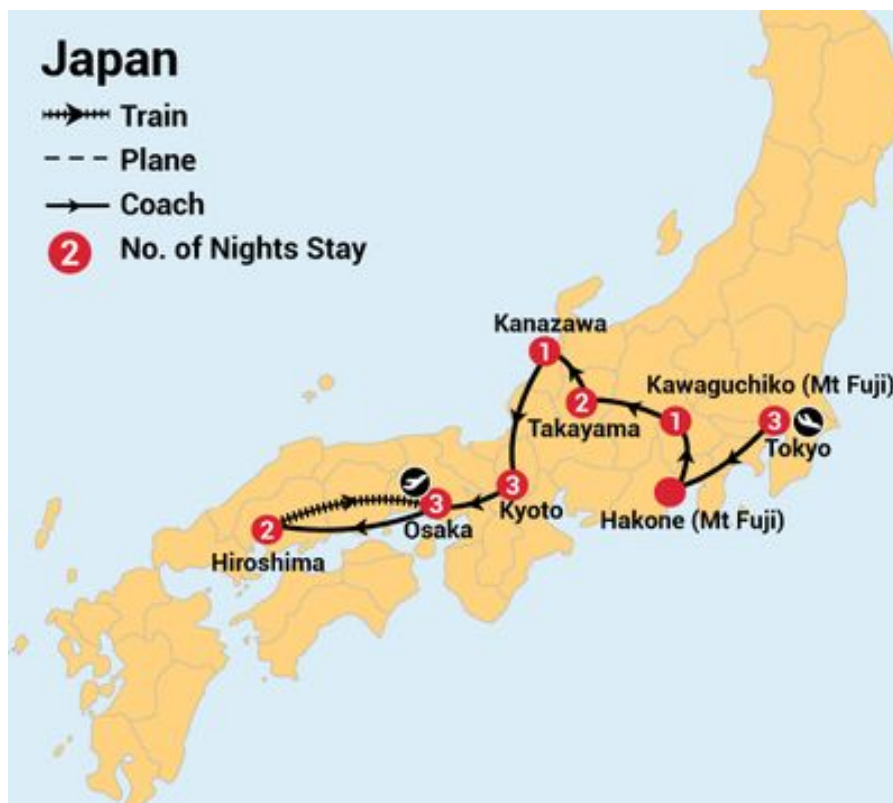 Japan
Train
Plane
Coach
2 No. of Nights Stay
Kanazawa
1
Kawaguchiko (Mt Fuji)
2
Takayama
1
3
Tokyo
3
Kyoto
Hakone (Mt Fuji)
3
Osaka
2
Hiroshima